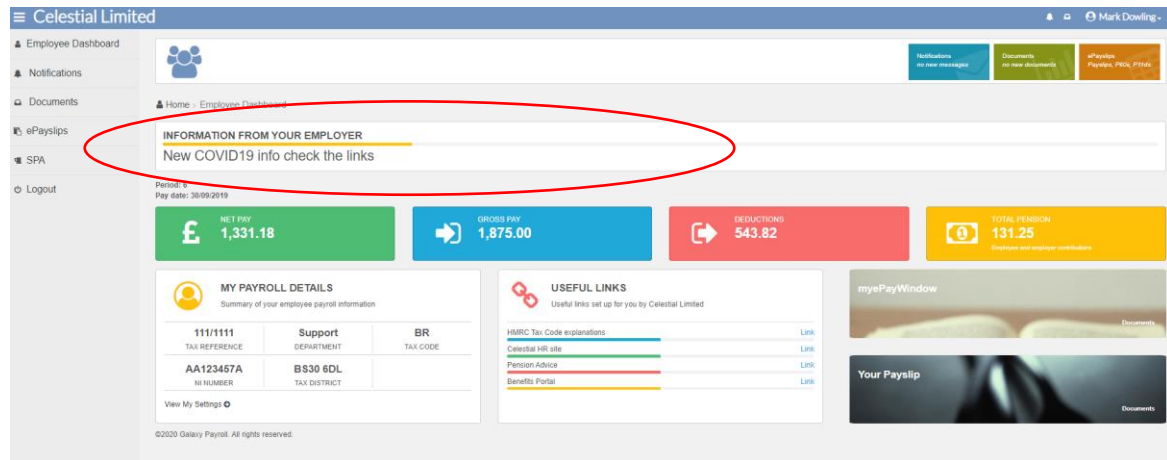 Celestial Limited
Mark Dowling
Employee Dashboard
Notifications
Documents
ePayslips
SPA
Logout
Notifications
no new messages
Documents
no new documents
ePayslips
Payslips, P60s, P11ds
Home > Employee Dashboard
INFORMATION FROM YOUR EMPLOYER
New COVID19 info check the links
Period: 6
Pay date: 30/09/2019
NET PAY
1,331.18
GROSS PAY
1,875.00
DEDUCTIONS
543.82
TOTAL PENSION
131.25
Employee and employer contributions
MY PAYROLL DETAILS
Summary of your employee payroll information
111/1111
TAX REFERENCE
Support
DEPARTMENT
BR
TAX CODE
AA123457A
NI NUMBER
BS30 6DL
TAX DISTRICT
View My Settings
USEFUL LINKS
Useful links set up for you by Celestial Limited
HMRC Tax Code explanations Link
Celestial HR site Link
Pension Advice Link
Benefits Portal Link
myePayWindow
Documents
Your Payslip
Documents
©2020 Galaxy Payroll. All rights reserved.